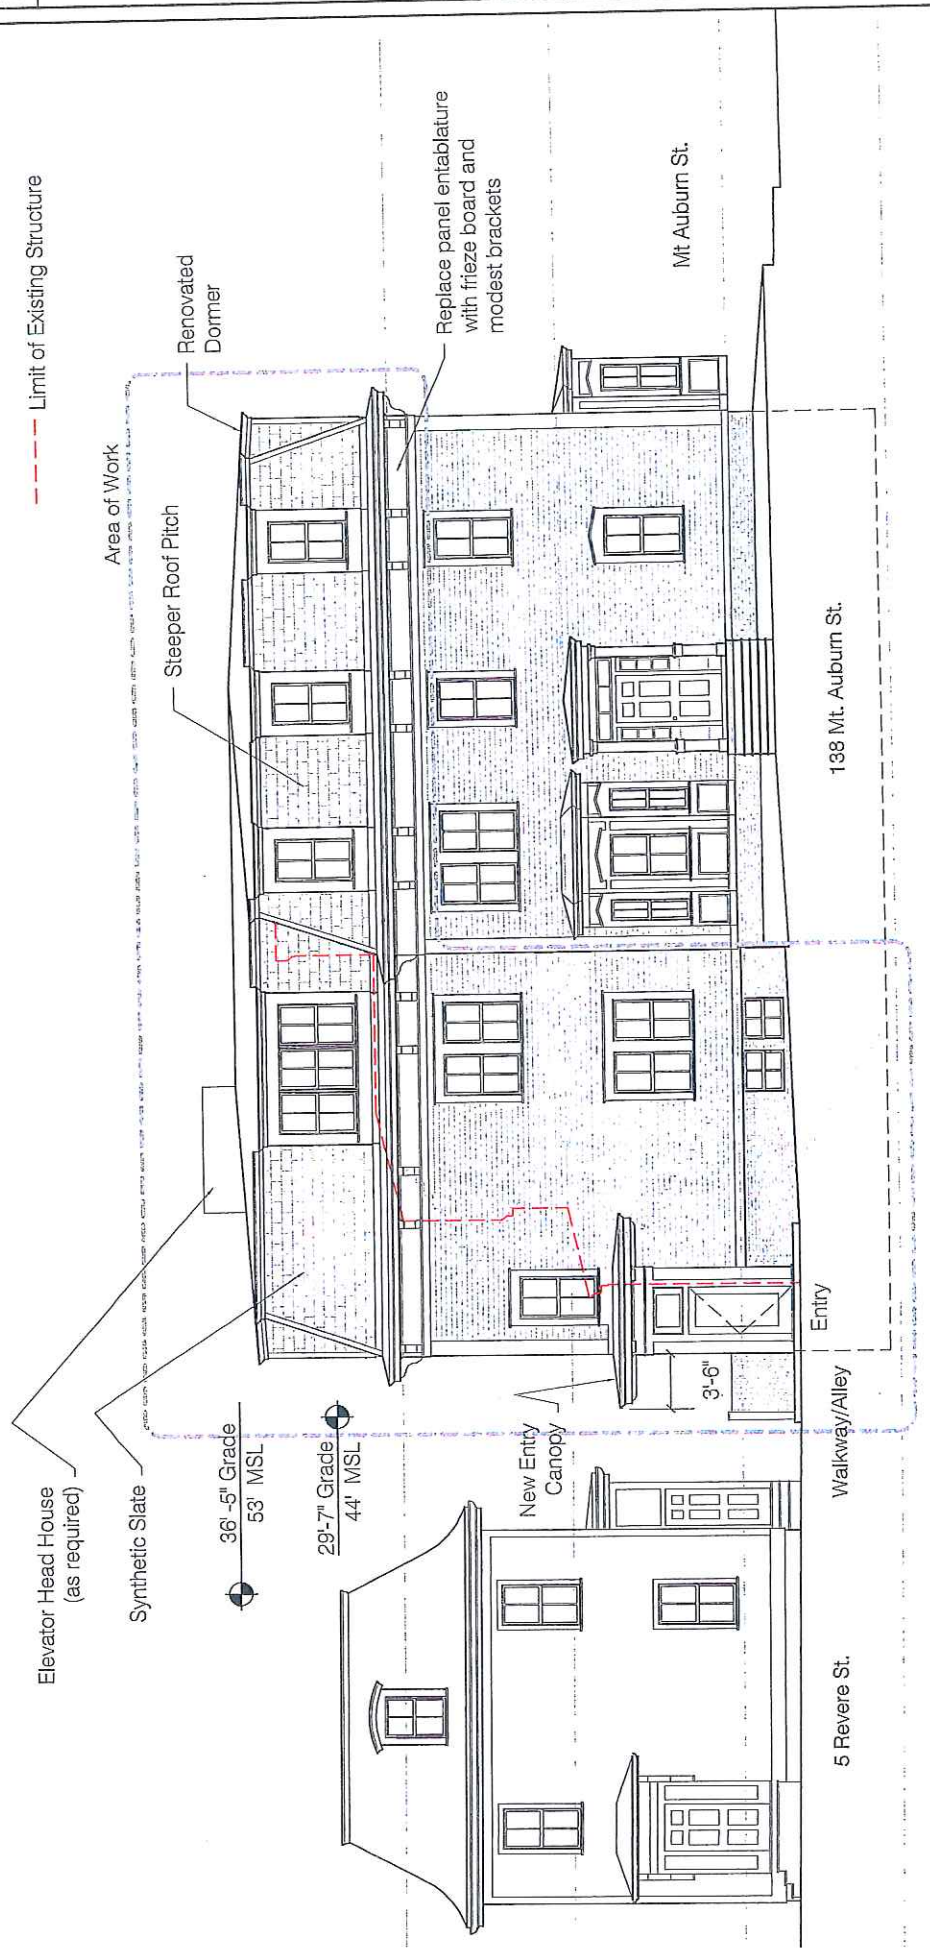 Limit of Existing Structure
Area of Work
Renovated
Dormer
Steeper Roof Pitch
Replace panel entablature
with frieze board and
modest brackets
Mt Auburn St.
Elevator Head House
(as required)
Synthetic Slate
36' -5" Grade
53' MSL
29'-7" Grade
44' MSL
New Entry
Canopy
3'-6"
Entry
Walkway/Alley
138 Mt. Auburn St.
5 Revere St.